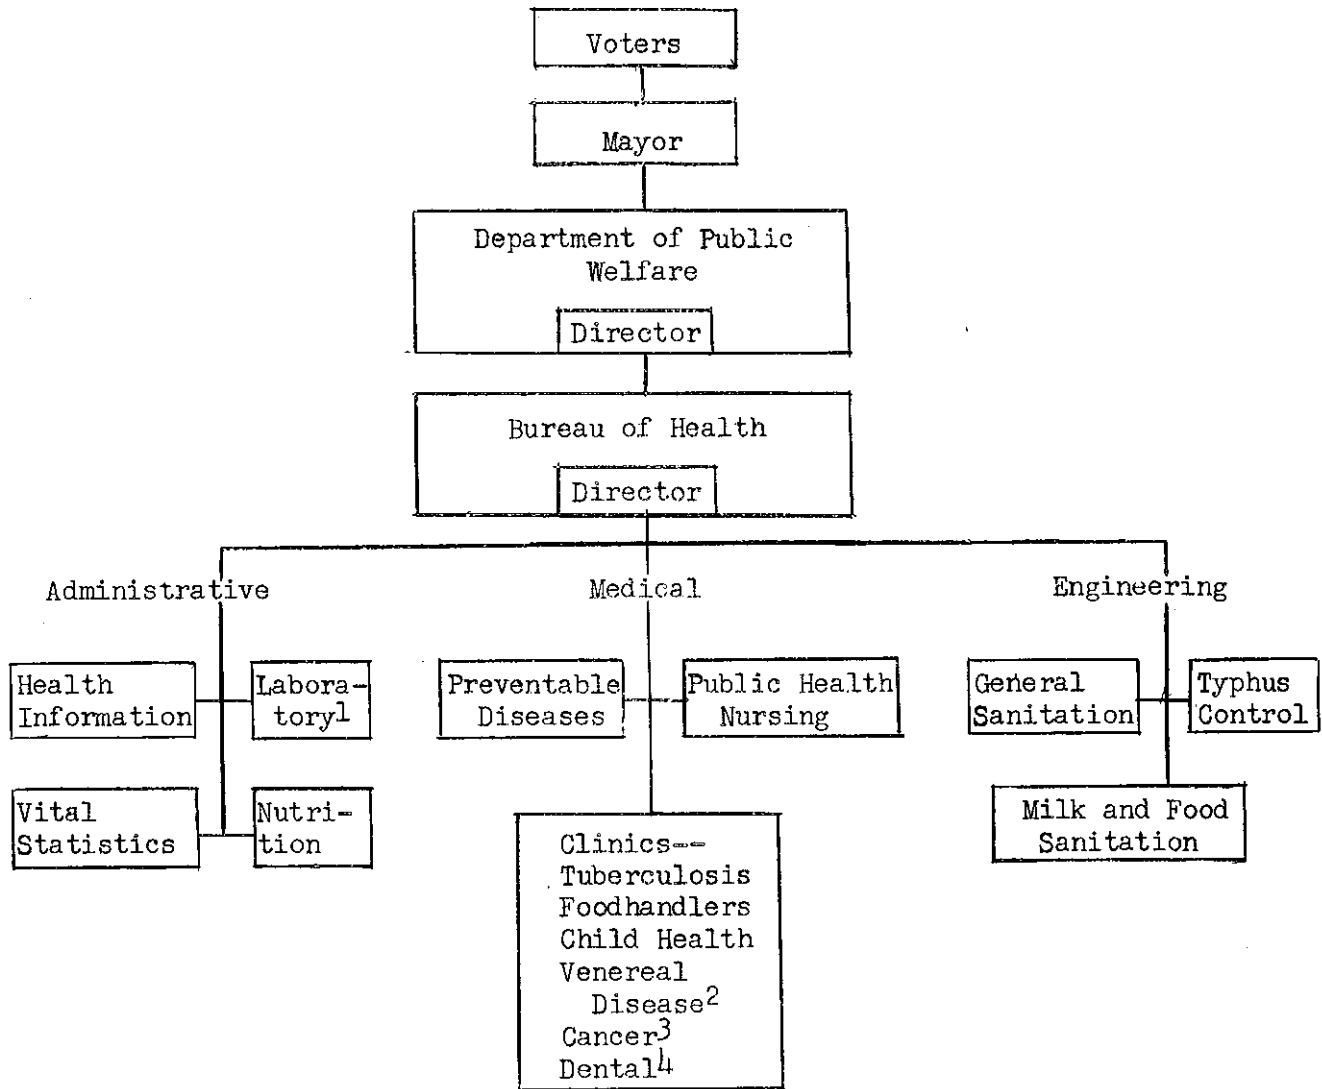 Voters
Mayor
Department of Public
Welfare
Director
Bureau of Health
Director
Administrative
Medical
Engineering
Health
Information
Labora-
tory1
Preventable
Diseases
Public Health
Nursing
General
Sanitation
Typhus
Control
Vital
Statistics
Nutri-
tion
Clinics--
Tuberculosis
Foodhandlers
Child Health
Venereal
Disease2
Cancer3
Dental4
Milk and Food
Sanitation